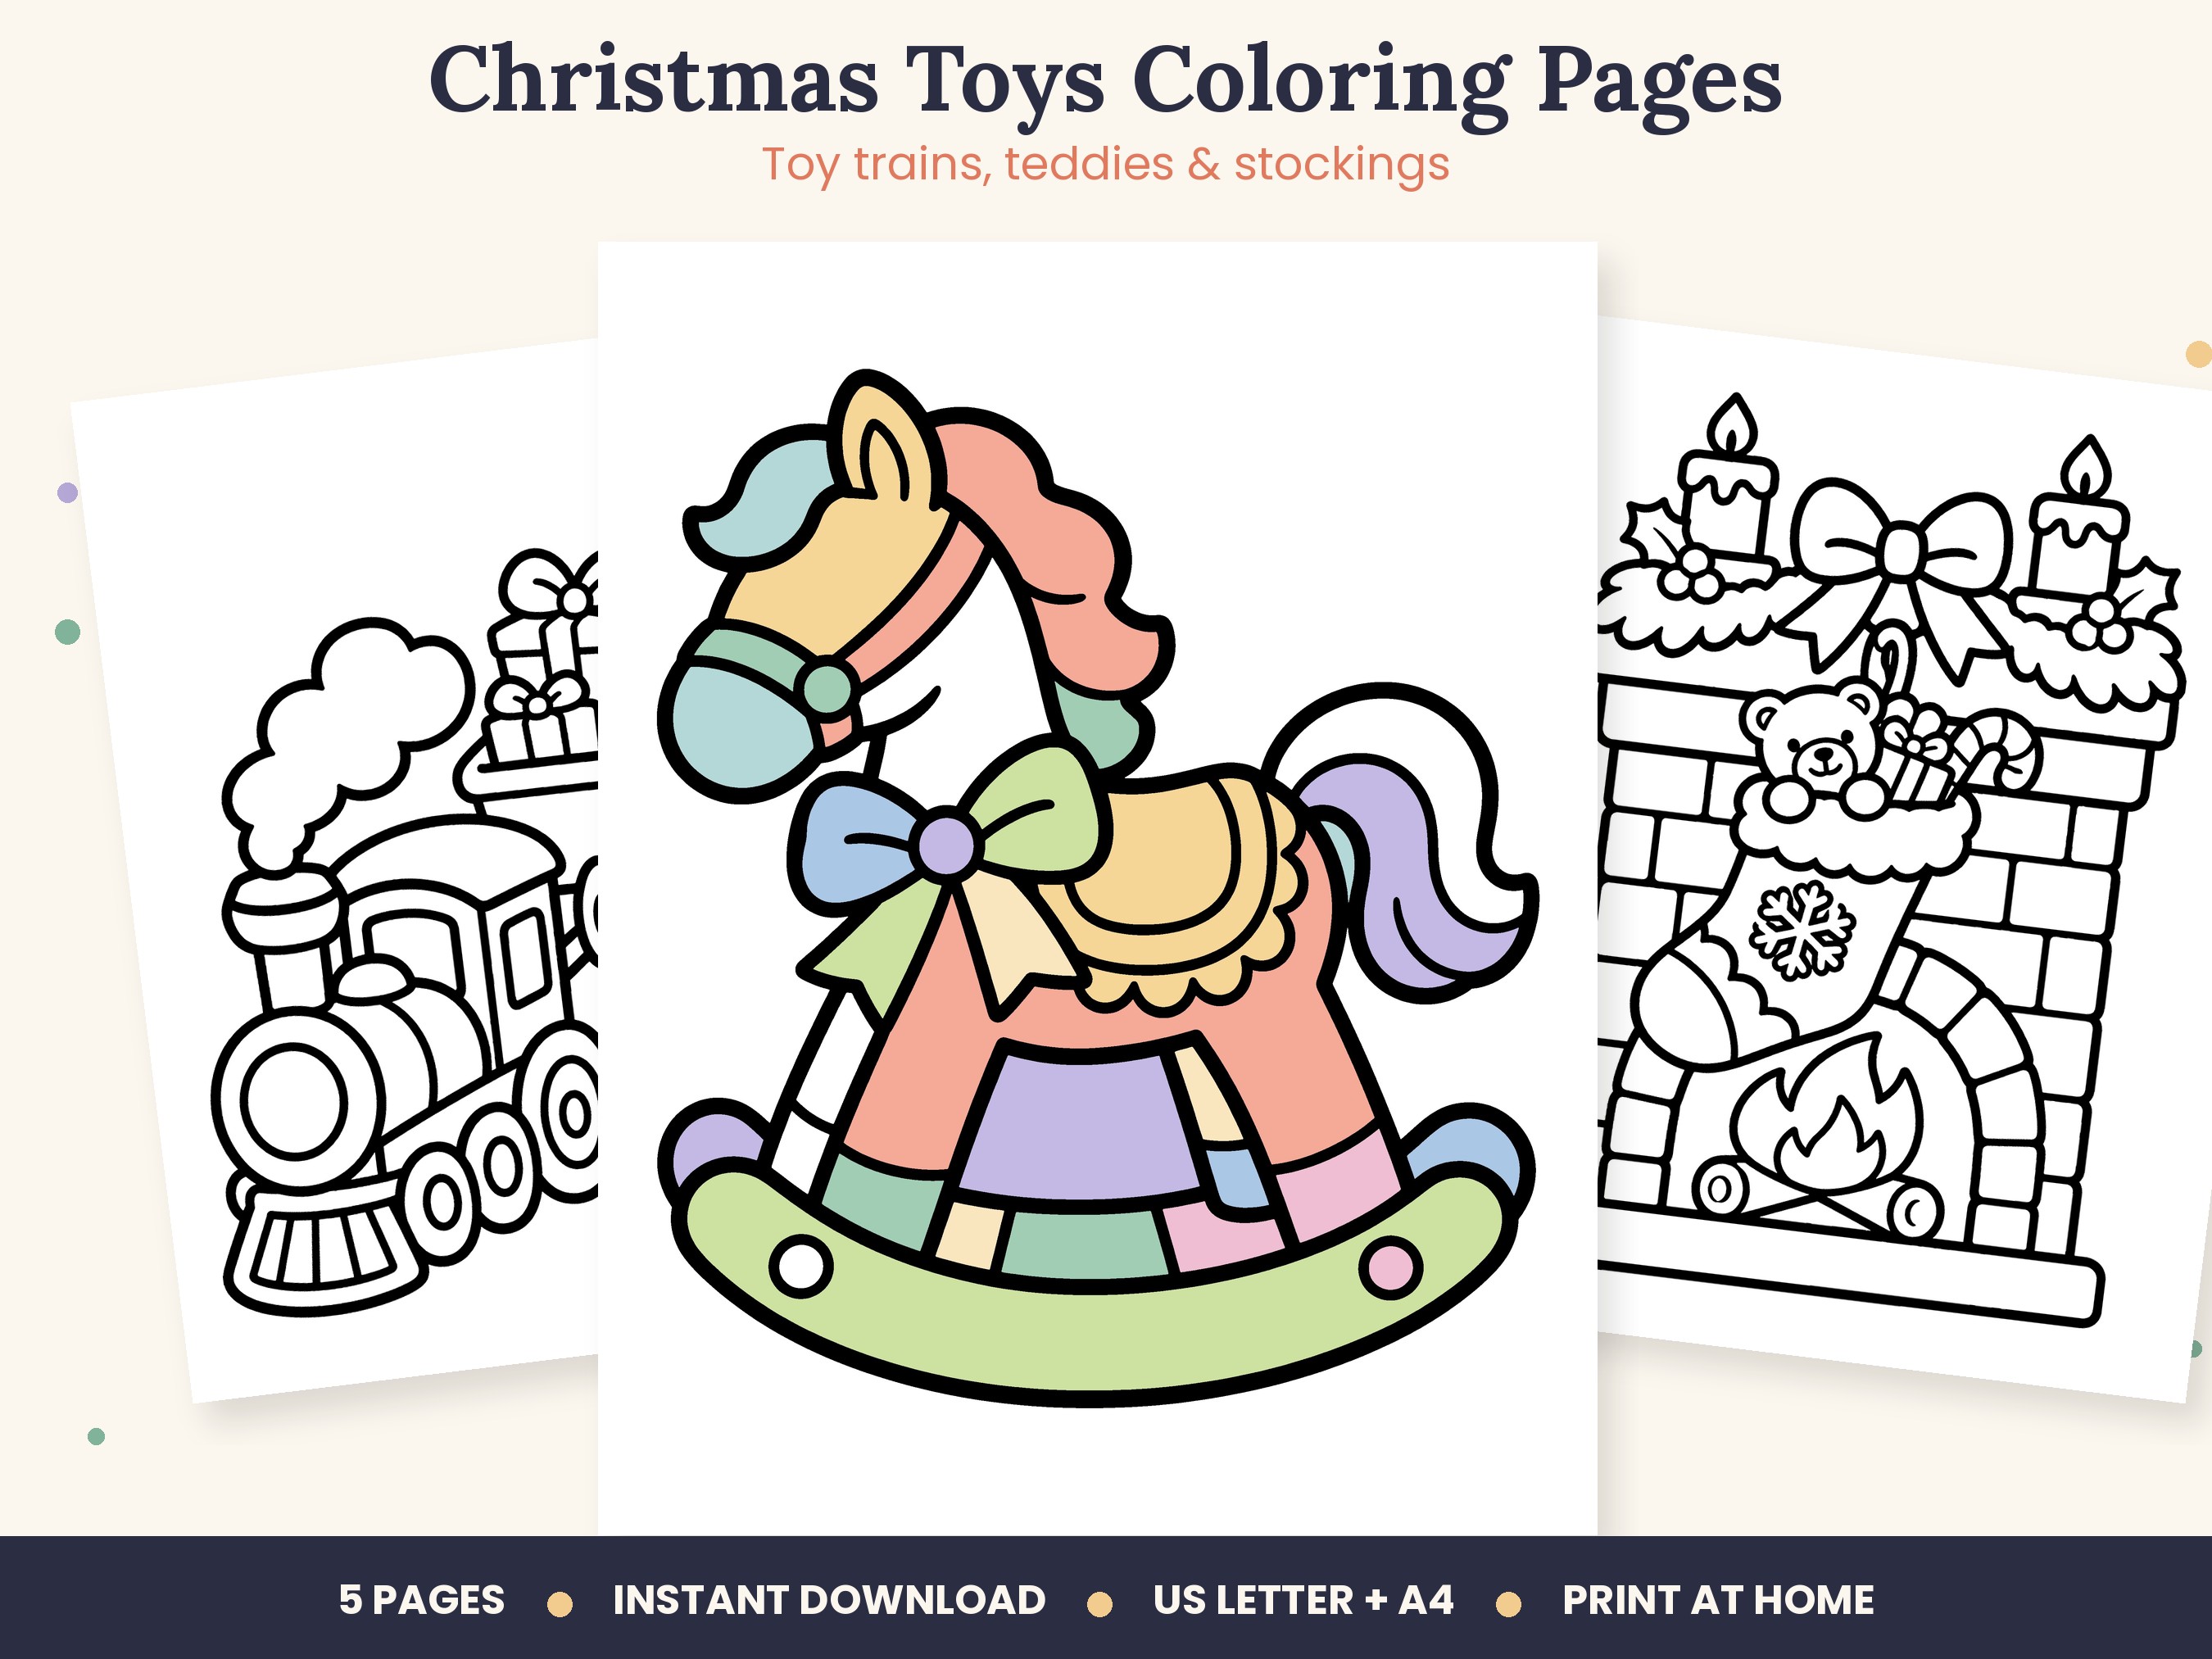 Christmas Toys Coloring Pages
Toy trains, teddies & stockings
5 PAGES ● INSTANT DOWNLOAD ● US LETTER + A4 ● PRINT AT HOME